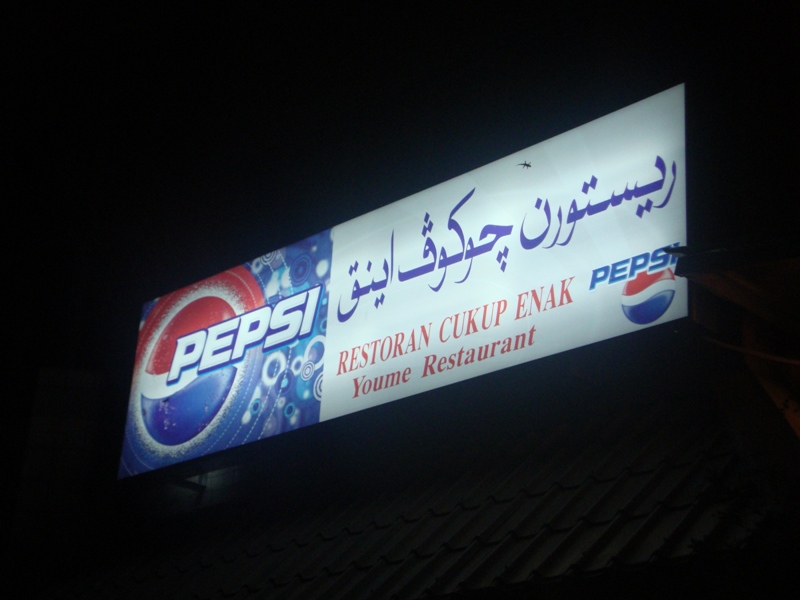 PEPSI
ريستورن چوكوڤ اينق
RESTORAN CUKUP ENAK
Youme Restaurant
PEPSI